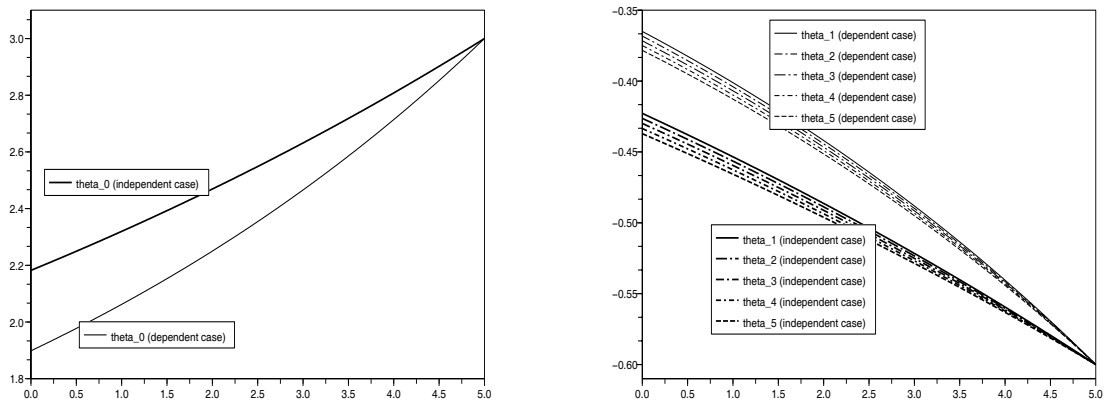 3.0
2.8
2.6
2.4
2.2
2.0
1.8
theta_0 (independent case)
theta_0 (dependent case)
0.0 0.5 1.0 1.5 2.0 2.5 3.0 3.5 4.0 4.5 5.0
−0.35
−0.40
−0.45
−0.50
−0.55
−0.60
theta_1 (dependent case)
theta_2 (dependent case)
theta_3 (dependent case)
theta_4 (dependent case)
theta_5 (dependent case)
theta_1 (independent case)
theta_2 (independent case)
theta_3 (independent case)
theta_4 (independent case)
theta_5 (independent case)
0.0 0.5 1.0 1.5 2.0 2.5 3.0 3.5 4.0 4.5 5.0